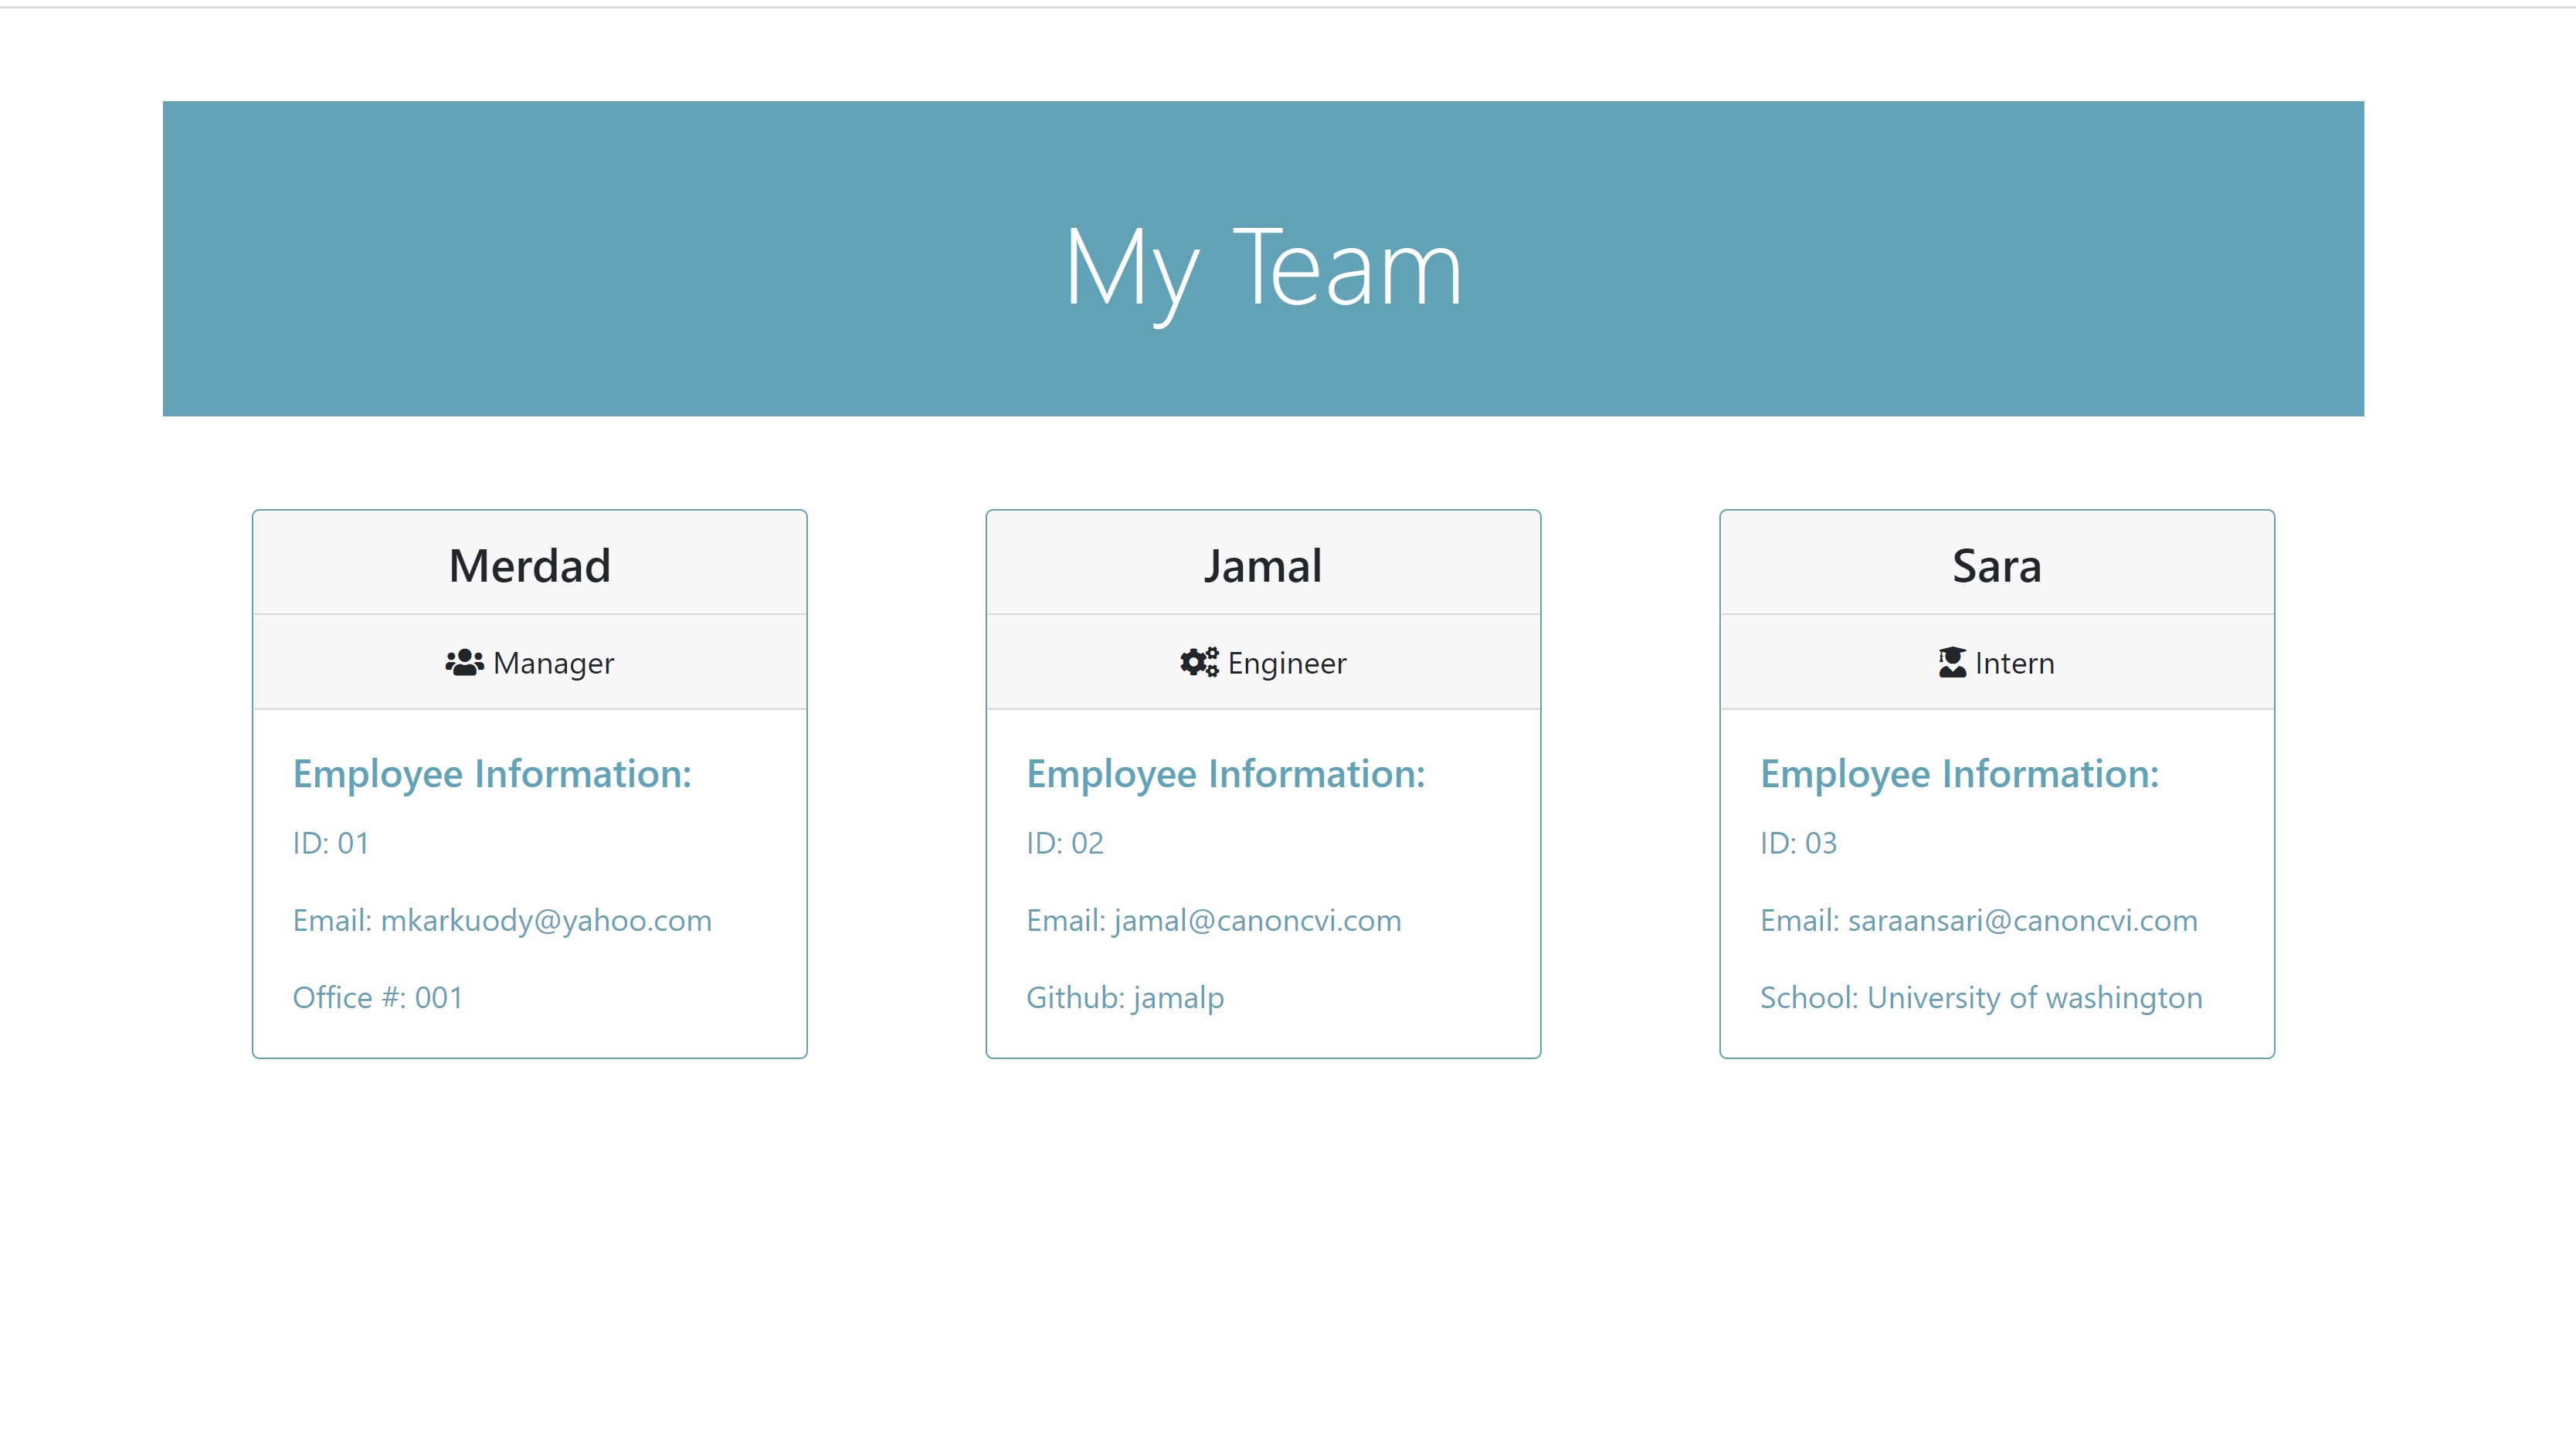 My Team
Merdad
Manager
Employee Information:
ID: 01
Email: mkarkuody@yahoo.com
Office #: 001
Jamal
Engineer
Employee Information:
ID: 02
Email: jamal@canoncvi.com
Github: jamalp
Sara
Intern
Employee Information:
ID: 03
Email: saraansari@canoncvi.com
School: University of washington